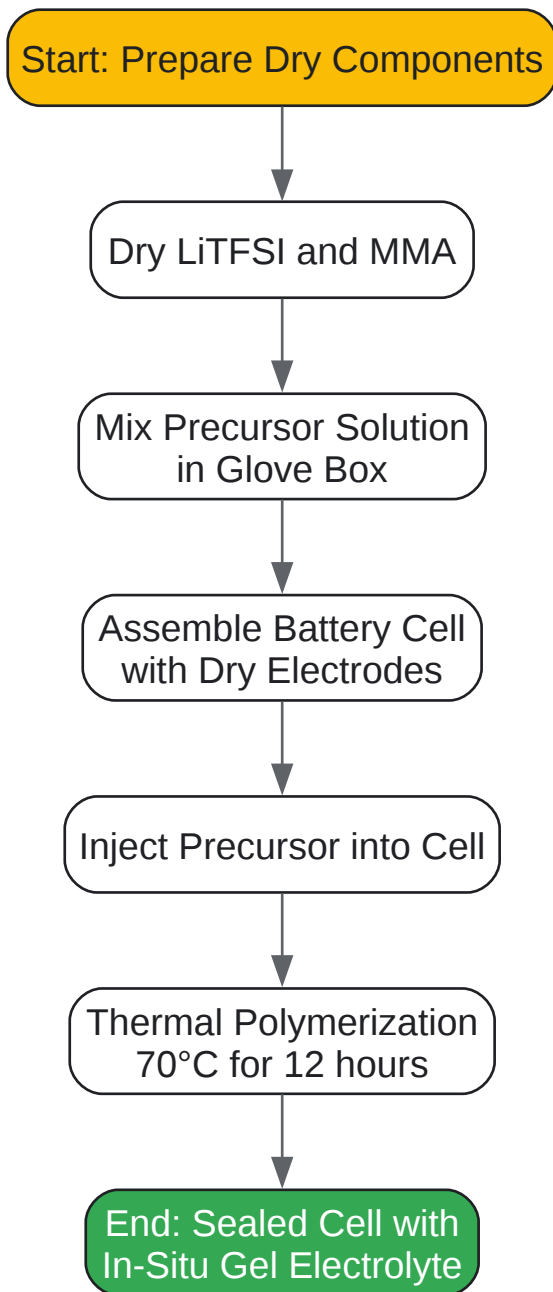 Start: Prepare Dry Components
Dry LiTFSI and MMA
Mix Precursor Solution
in Glove Box
Assemble Battery Cell
with Dry Electrodes
Inject Precursor into Cell
Thermal Polymerization
70°C for 12 hours
End: Sealed Cell with
In-Situ Gel Electrolyte